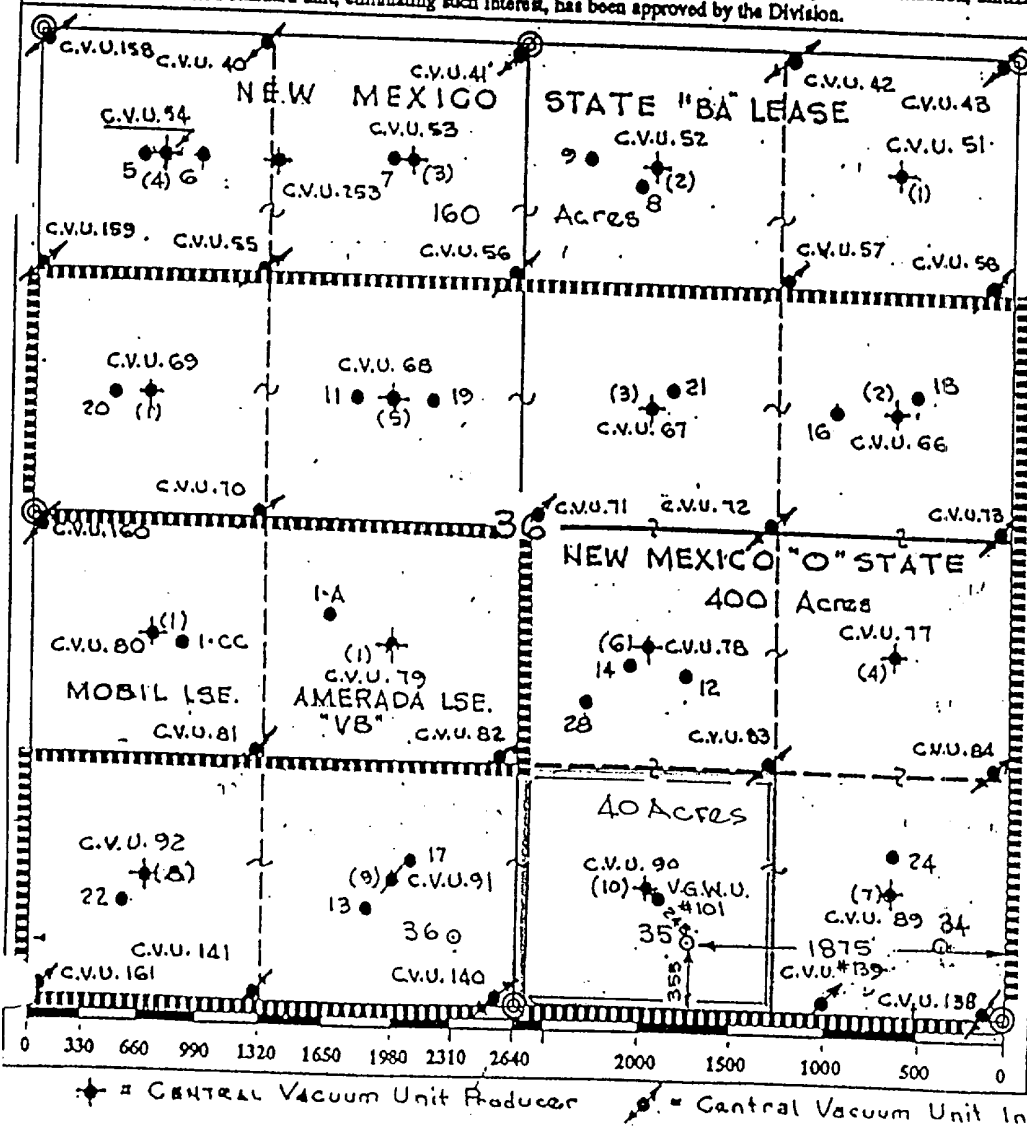 unit, eliminating such interest, has been approved by the Division.
C.V.U.158 C.V.U. 40 C.V.U.41 C.V.U.42 C.V.U.43
NEW MEXICO STATE "BA" LEASE
C.V.U.54 C.V.U.53 C.V.U.52 C.V.U. 51
5 (4) 6 7 (3) 9 (2) 8 (1)
C.V.U.253
160 Acres
C.V.U.159 C.V.U.55 C.V.U.56 C.V.U.57 C.V.U.58
C.V.U.69 C.V.U.68
20 (1) 11 (5) 19 (3) 21 (2) 18
C.V.U.67 16 C.V.U.66
C.V.U.70 C.V.U.71 C.V.U.72 C.V.U.73
C.V.U.160 36
NEW MEXICO "O" STATE
400 Acres
1-A
C.V.U.80 (1) 1-CC (1) C.V.U.79
(6) C.V.U.78 C.V.U.77
14 12 (4)
28
MOBIL LSE. AMERADA LSE.
"VB"
C.V.U.81 C.V.U.82 C.V.U.83 C.V.U.84
40 Acres
C.V.U.92 17 24
(8) (9) C.V.U.91 C.V.U.90
22 13 (10) V.G.W.U. (7)
#101 C.V.U.89 34
36 35 1875'
355
C.V.U.141 C.V.U.#139
C.V.U.161 C.V.U.140 C.V.U.138
0 330 660 990 1320 1650 1980 2310 2640 2000 1500 1000 500 0
= CENTRAL VACUUM Unit Producer = Central Vacuum Unit In